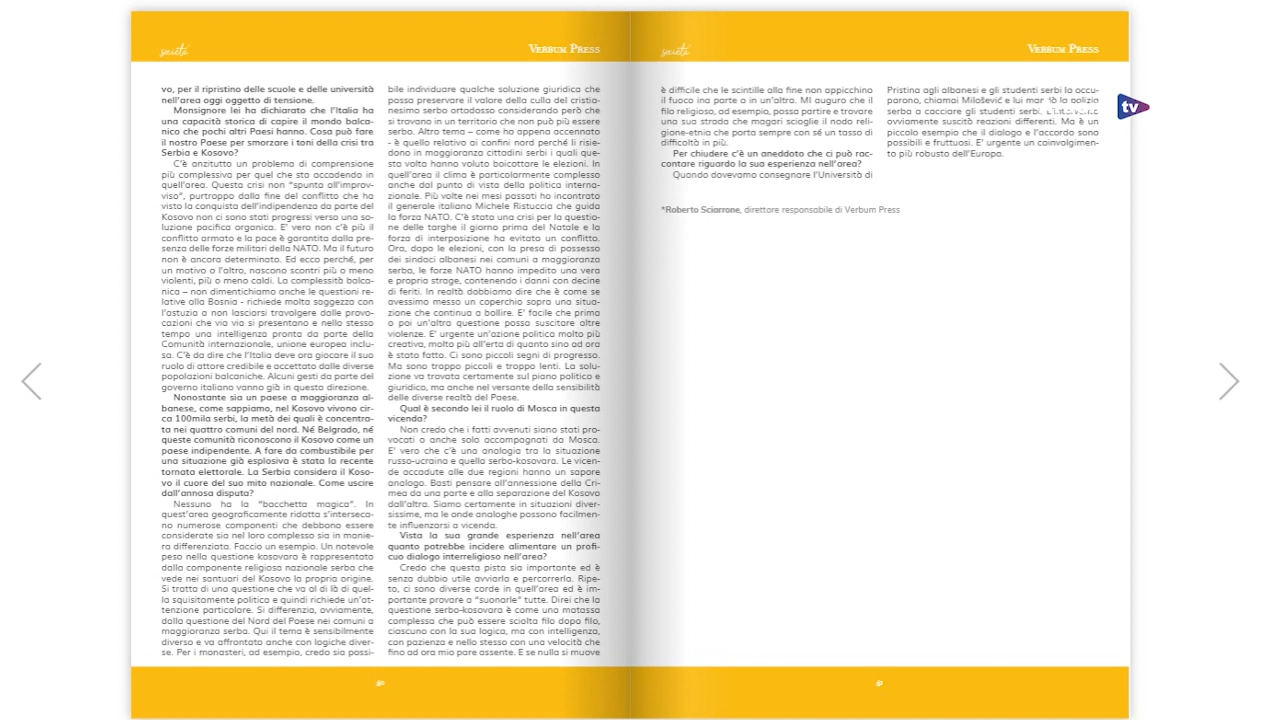 società
VERBUM PRESS
vo, per il ripristino delle scuole e delle università
nell'area oggi oggetto di tensione.
Monsignore lei ha dichiarato che l'Italia ha
una capacità storica di capire il mondo balca-
nico che pochi altri Paesi hanno. Cosa può fare
il nostro Paese per smorzare i toni della crisi tra
Serbia e Kosovo?
C'è anzitutto un problema di comprensione
più complessiva per quel che sta accadendo in
quell'area. Questa crisi non "spunta all'improv-
viso", purtroppo dalla fine del conflitto che ha
visto la conquista dell'indipendenza da parte del
Kosovo non ci sono stati progressi verso una so-
luzione pacifica organica. E' vero non c'è più il
conflitto armato e la pace è garantita dalla pre-
senza delle forze militari della NATO. Ma il futuro
non è ancora determinato. Ed ecco perché, per
un motivo o l'altro, nascono scontri più o meno
violenti, più o meno caldi. La complessità balca-
nica – non dimentichiamo anche le questioni re-
lative alla Bosnia - richiede molta saggezza con
l'astuzia a non lasciarsi travolgere dalle provo-
cazioni che via via si presentano e nello stesso
tempo una intelligenza pronta da parte della
Comunità internazionale, unione europea inclu-
sa. C'è da dire che l'Italia deve ora giocare il suo
ruolo di attore credibile e accettato dalle diverse
popolazioni balcaniche. Alcuni gesti da parte del
governo italiano vanno già in questa direzione.
Nonostante sia un paese a maggioranza al-
banese, come sappiamo, nel Kosovo vivono cir-
ca 100mila serbi, la metà dei quali è concentra-
ta nei quattro comuni del nord. Né Belgrado, né
queste comunità riconoscono il Kosovo come un
paese indipendente. A fare da combustibile per
una situazione già esplosiva è stata la recente
tornata elettorale. La Serbia considera il Koso-
vo il cuore del suo mito nazionale. Come uscire
dall'annosa disputa?
Nessuno ha la "bacchetta magica". In
quest'area geograficamente ridotta s'interseca-
no numerose componenti che debbono essere
considerate sia nel loro complesso sia in manie-
ra differenziata. Faccio un esempio. Un notevole
peso nella questione kosovara è rappresentato
dalla componente religiosa nazionale serba che
vede nei santuari del Kosovo la propria origine.
Si tratta di una questione che va al di là di quel-
la squisitamente politica e quindi richiede un'at-
tenzione particolare. Si differenzia, ovviamente,
dalla questione del Nord del Paese nei comuni a
maggioranza serba. Qui il tema è sensibilmente
diverso e va affrontato anche con logiche diver-
se. Per i monasteri, ad esempio, credo sia possi-
bile individuare qualche soluzione giuridica che
possa preservare il valore della culla del cristia-
nesimo serbo ortodosso considerando però che
si trovano in un territorio che non può più essere
serbo. Altro tema – come ho appena accennato
- è quello relativo ai confini nord perché lì risie-
dono in maggioranza cittadini serbi i quali que-
sta volta hanno voluto boicottare le elezioni. In
quell'area il clima è particolarmente complesso
anche dal punto di vista della politica interna-
zionale. Più volte nei mesi passati ho incontrato
il generale italiano Michele Ristuccia che guida
la forza NATO. C'è stata una crisi per la questio-
ne delle targhe il giorno prima del Natale e la
forza di interposizione ha evitato un conflitto.
Ora, dopo le elezioni, con la presa di possesso
dei sindaci albanesi nei comuni a maggioranza
serba, le forze NATO hanno impedito una vera
e propria strage, contenendo i danni con decine
di feriti. In realtà dobbiamo dire che è come se
avessimo messo un coperchio sopra una situa-
zione che continua a bollire. E' facile che prima
o poi un'altra questione possa suscitare altre
violenze. E' urgente un'azione politica molto più
creativa, molto più all'erta di quanto sino ad ora
è stato fatto. Ci sono piccoli segni di progresso.
Ma sono troppo piccoli e troppo lenti. La solu-
zione va trovata certamente sul piano politico e
giuridico, ma anche nel versante della sensibilità
delle diverse realtà del Paese.
Qual è secondo lei il ruolo di Mosca in questa
vicenda?
Non credo che i fatti avvenuti siano stati pro-
vocati o anche solo accompagnati da Mosca.
E' vero che c'è una analogia tra la situazione
russo-ucraina e quella serbo-kosovara. Le vicen-
de accadute alle due regioni hanno un sapore
analogo. Basti pensare all'annessione della Cri-
mea da una parte e alla separazione del Kosovo
dall'altra. Siamo certamente in situazioni diver-
sissime, ma le onde analoghe possono facilmen-
te influenzarsi a vicenda.
Vista la sua grande esperienza nell'area
quanto potrebbe incidere alimentare un profi-
cuo dialogo interreligioso nell'area?
Credo che questa pista sia importante ed è
senza dubbio utile avviarla e percorrerla. Ripe-
to, ci sono diverse corde in quell'area ed è im-
portante provare a "suonarle" tutte. Direi che la
questione serbo-kosovara è come una matassa
complessa che può essere sciolta filo dopo filo,
ciascuno con la sua logica, ma con intelligenza,
con pazienza e nello stesso con una velocità che
fino ad ora mio pare assente. E se nulla si muove
società
VERBUM PRESS
è difficile che le scintille alla fine non appicchino
il fuoco ina parte o in un'altra. MI auguro che il
filo religioso, ad esempio, possa partire e trovare
una sua strada che magari scioglie il nodo reli-
gione-etnia che porta sempre con sé un tasso di
difficoltà in più.
Per chiudere c'è un aneddoto che ci può rac-
contare riguardo la sua esperienza nell'area?
Quando dovevamo consegnare l'Università di
Pristina agli albanesi e gli studenti serbi la occu-
parono, chiamai Milošević e lui mandò la polizia
serba a cacciare gli studenti serbi.
ovviamente suscitò reazioni differenti. Ma è un
piccolo esempio che il dialogo e l'accordo sono
possibili e fruttuosi. E' urgente un coinvolgimen-
to più robusto dell'Europa.
*Roberto Sciarrone, direttore responsabile di Verbum Press
tv